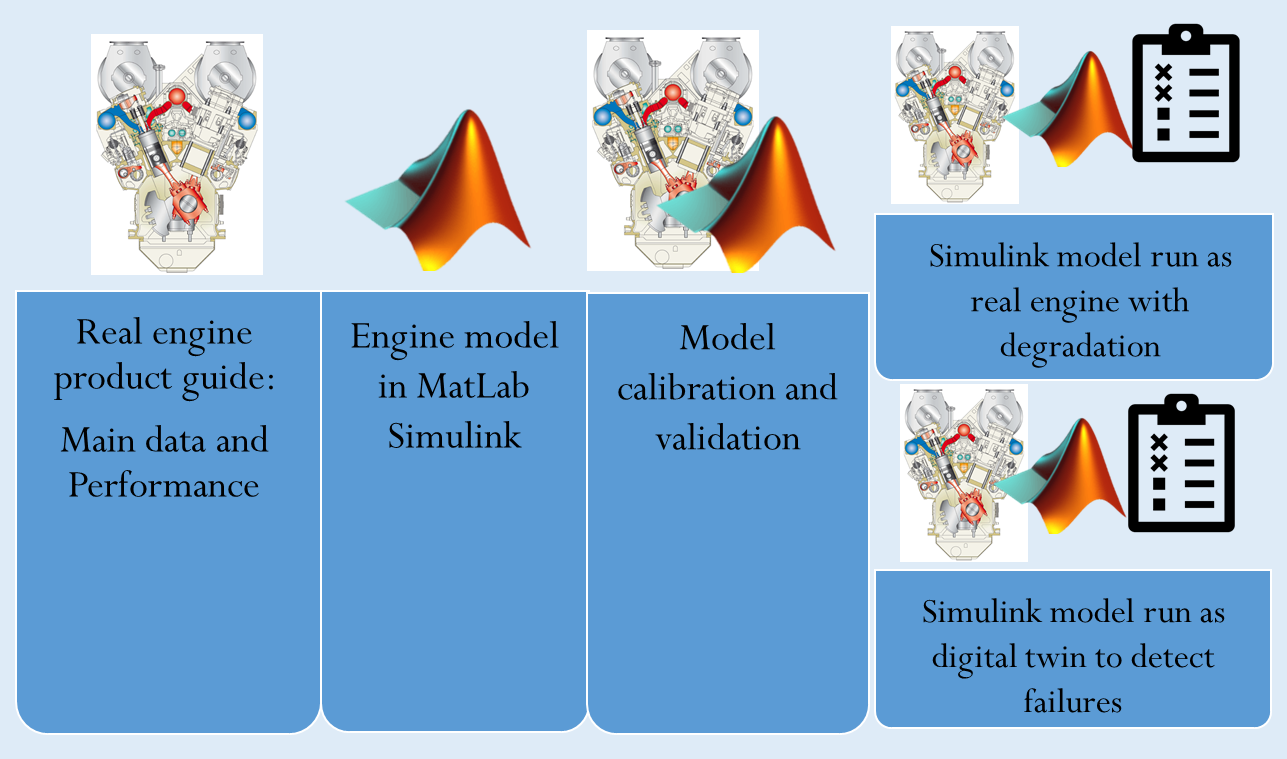 Real engine
product guide:
Main data and
Performance
Engine model
in MatLab
Simulink
Model
calibration and
validation
Simulink model run as
real engine with
degradation
Simulink model run as
digital twin to detect
failures